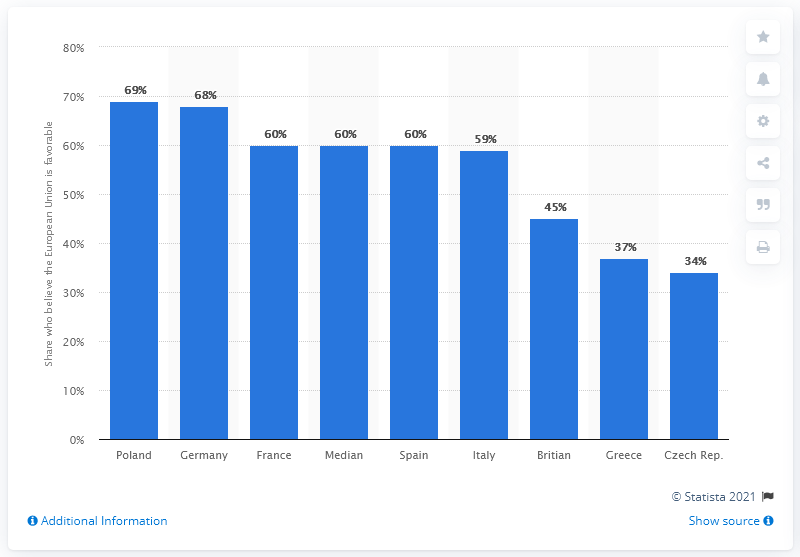 80%
70%
60%
50%
40%
30%
20%
10%
0%
Share who believe the European Union is favorable
69%
68%
60%
60%
60%
59%
45%
37%
34%
Poland
Germany
France
Median
Spain
Italy
Britian
Greece
Czech Rep.
© Statista 2021
Additional Information
Show source